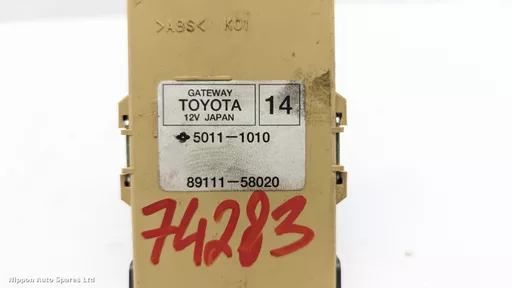 >ABS< K01
GATEWAY
TOYOTA
12V JAPAN
14
5011-1010
89111-58020
74283
Nippon Auto Spares Ltd